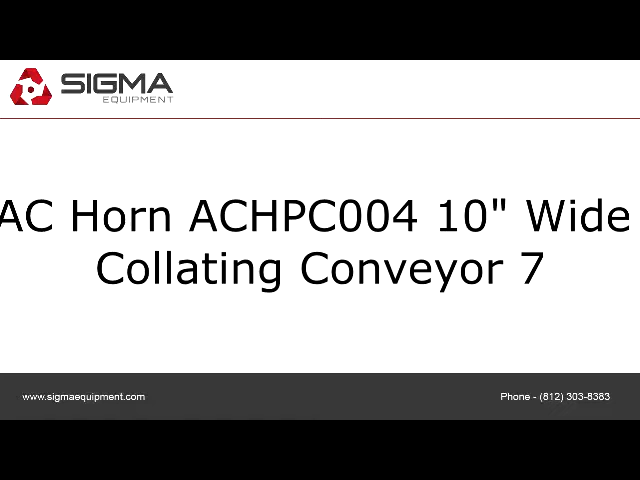 SIGMA
EQUIPMENT
AC Horn ACHPC004 10" Wide
Collating Conveyor 7
www.sigmaequipment.com
Phone - (812) 303-8383